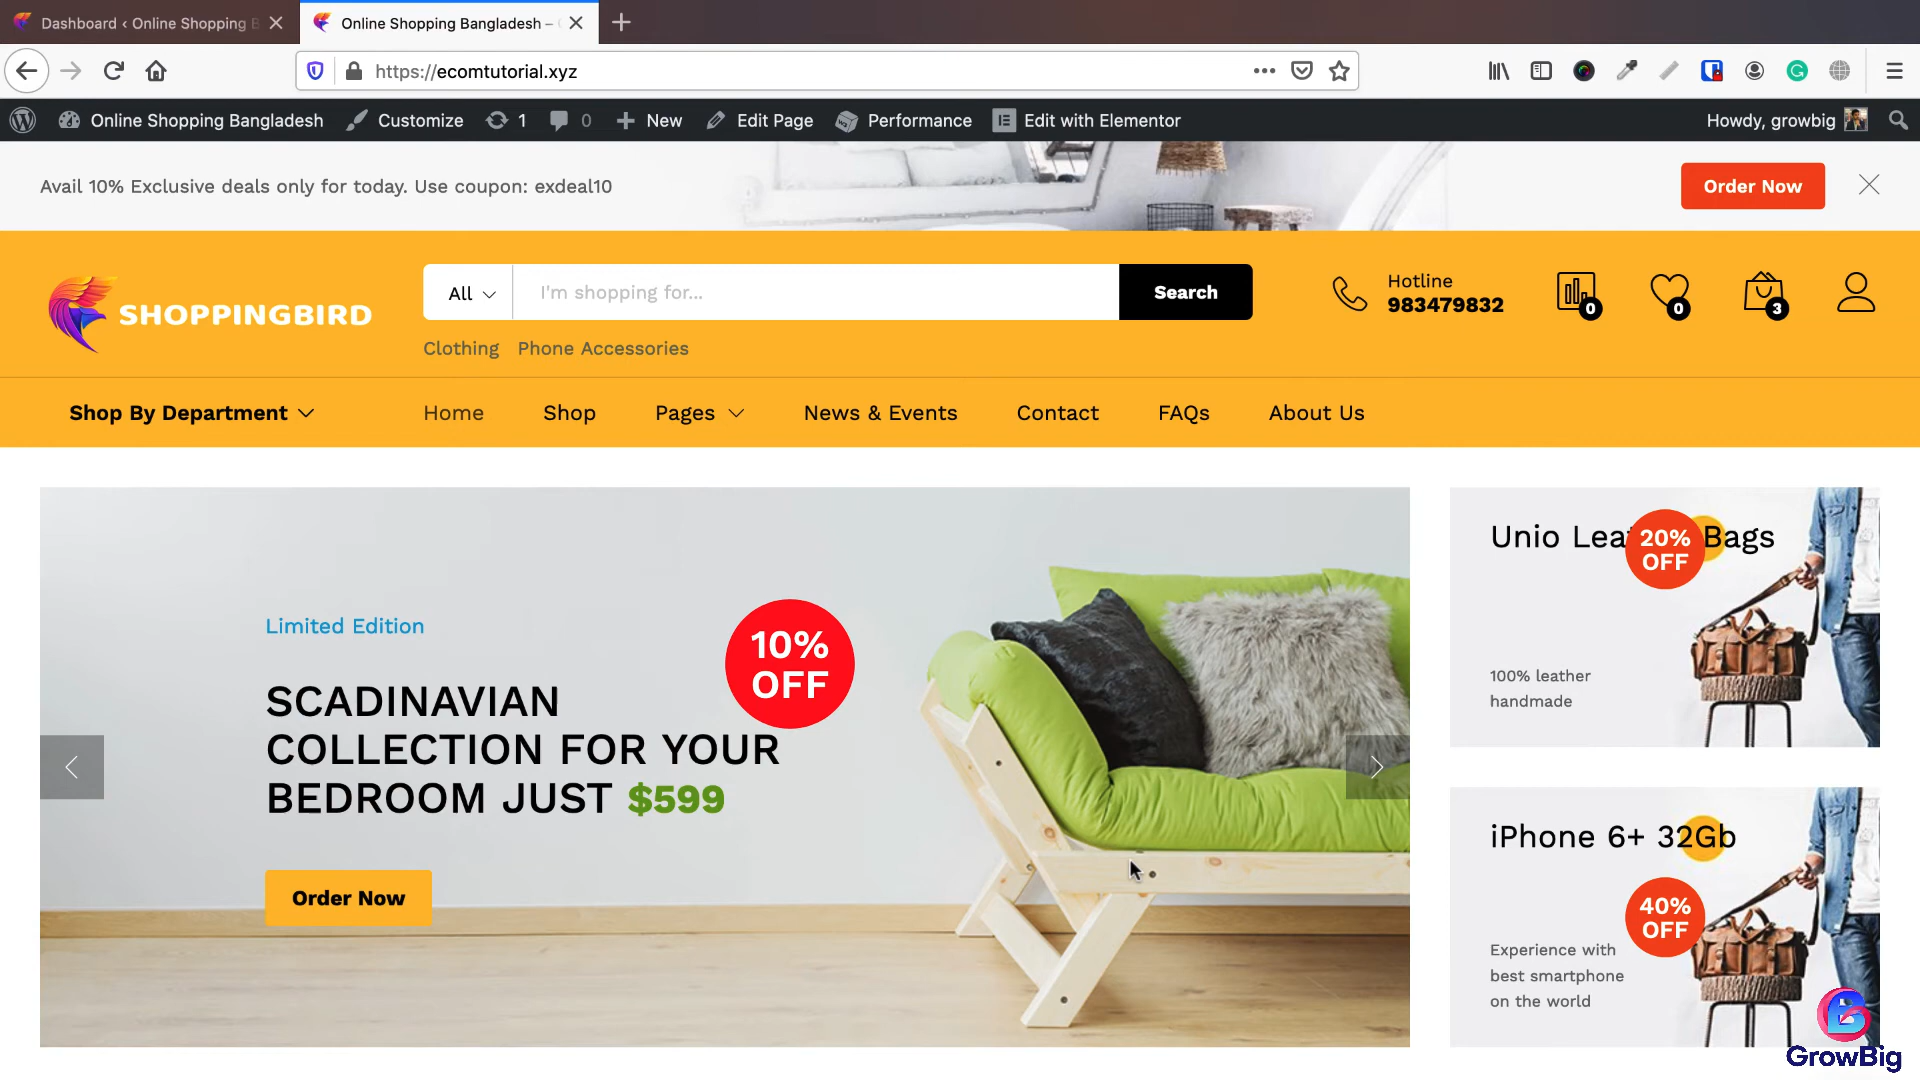 Dashboard ‹ Online Shopping B
Online Shopping Bangladesh –
https://ecomtutorial.xyz
Online Shopping Bangladesh
Customize
1
0
New
Edit Page
Performance
Edit with Elementor
Howdy, growbig
Avail 10% Exclusive deals only for today. Use coupon: exdeal10
Order Now
SHOPPINGBIRD
All
I'm shopping for...
Search
Hotline
983479832
0
0
3
Clothing
Phone Accessories
Shop By Department
Home
Shop
Pages
News & Events
Contact
FAQs
About Us
Limited Edition
10%
OFF
SCADINAVIAN
COLLECTION FOR YOUR
BEDROOM JUST $599
Order Now
Unio Lea Bags
20%
OFF
100% leather
handmade
iPhone 6+ 32Gb
40%
OFF
Experience with
best smartphone
on the world
GrowBig